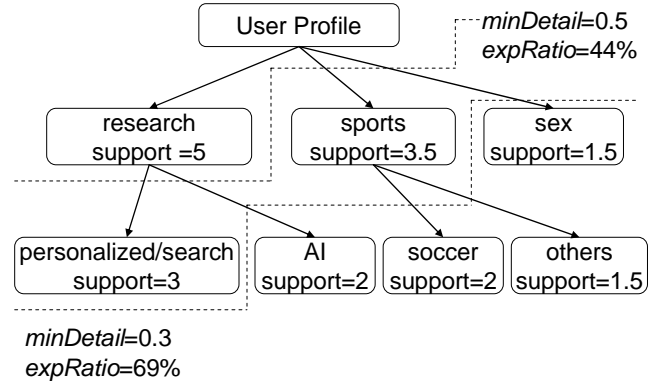 User Profile
minDetail=0.5
expRatio=44%
research
support =5
sports
support=3.5
sex
support=1.5
personalized/search
support=3
AI
support=2
soccer
support=2
others
support=1.5
minDetail=0.3
expRatio=69%